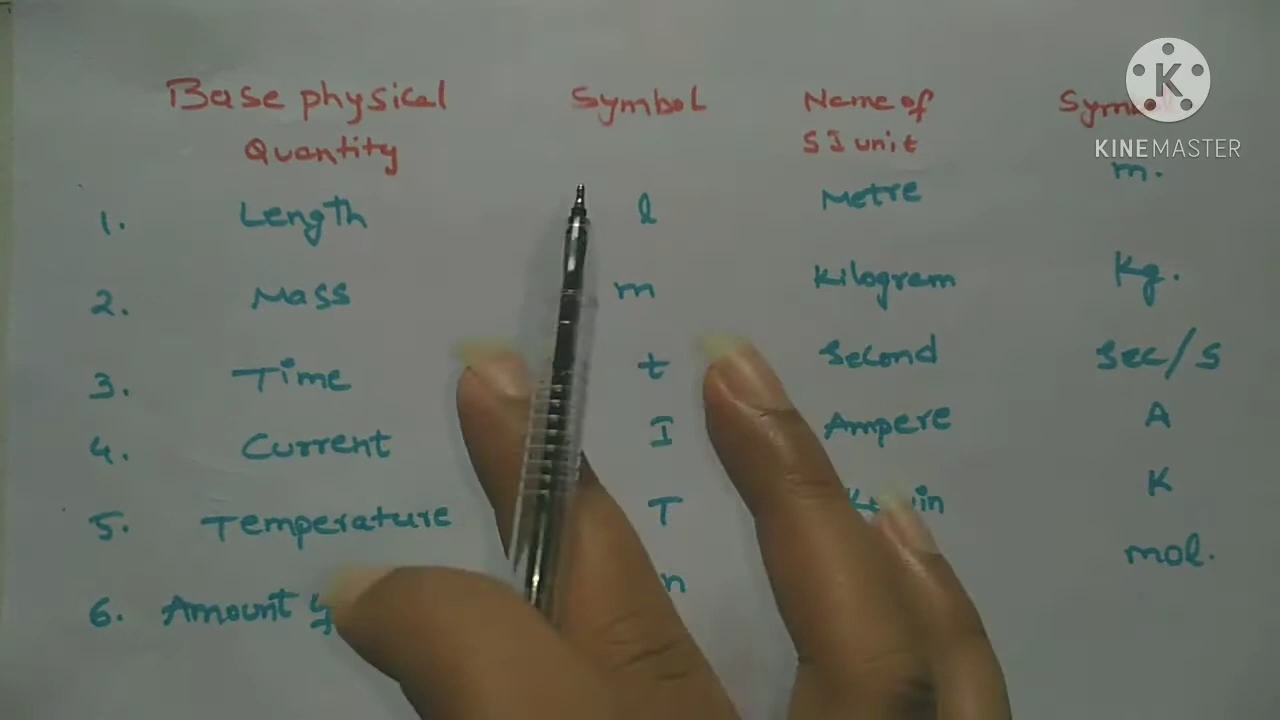 Base physical Quantity Symbol Name of SI unit
KINEMASTER
1. Length l Metre m.
2. Mass m Kilogram Kg.
3. Time t Second Sec/s
4. Current I Ampere A
5. Temperature T K
6. Amount n mol.